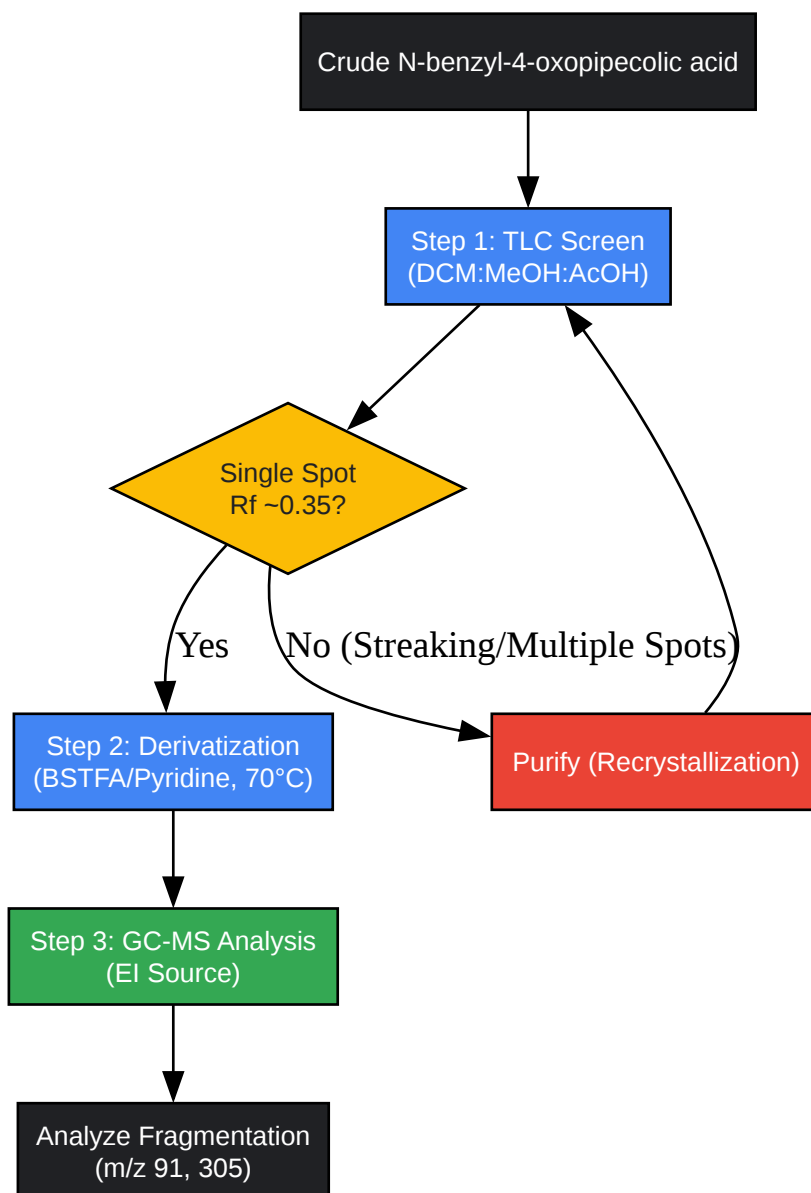 Crude N-benzyl-4-oxopipecolic acid
Step 1: TLC Screen
(DCM:MeOH:AcOH)
Single Spot
Rf ~0.35?
Yes
No (Streaking/Multiple Spots)
Step 2: Derivatization
(BSTFA/Pyridine, 70°C)
Purify (Recrystallization)
Step 3: GC-MS Analysis
(EI Source)
Analyze Fragmentation
(m/z 91, 305)